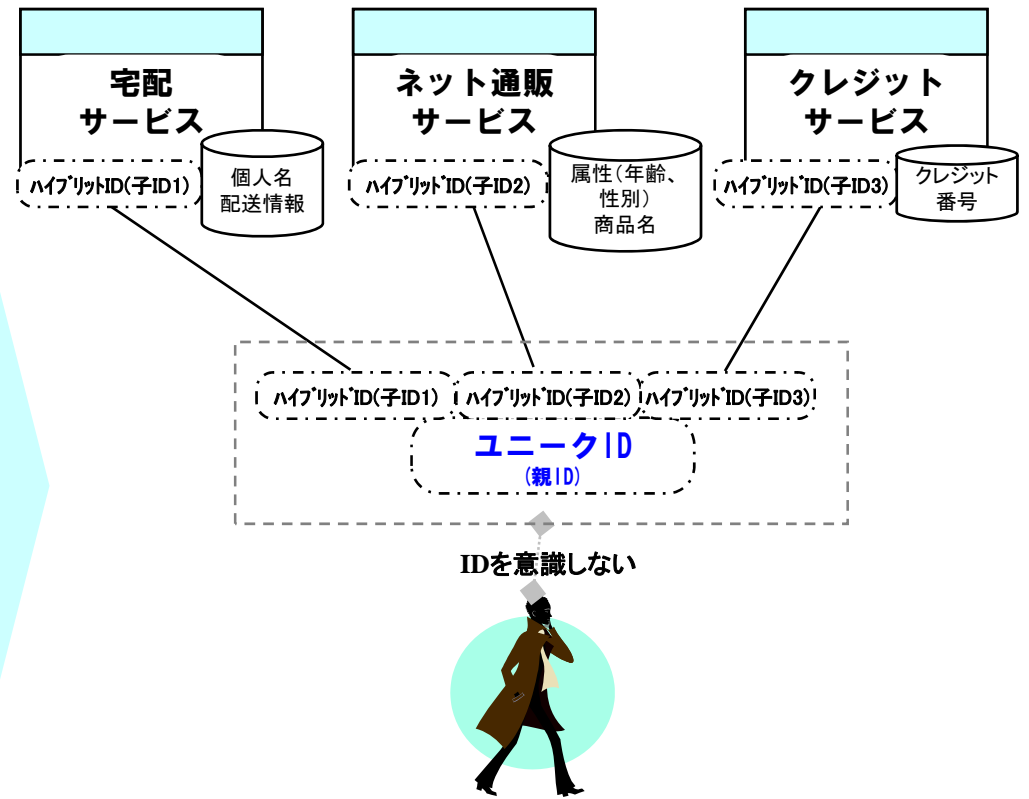 宅配
サービス
ネット通販
サービス
クレジット
サービス
ﾊｲﾌﾞﾘｯﾄID(子ID1)
個人名
配送情報
ﾊｲﾌﾞﾘｯﾄﾞID(子ID2)
属性(年齢、
性別)
商品名
ﾊｲﾌﾞﾘｯﾄﾞID(子ID3)
クレジット
番号
ﾊｲﾌﾞﾘｯﾄﾞID(子ID1)
ﾊｲﾌﾞﾘｯﾄﾞID(子ID2)
ﾊｲﾌﾞﾘｯﾄﾞID(子ID3)
ユニークID
(親ID)
IDを意識しない